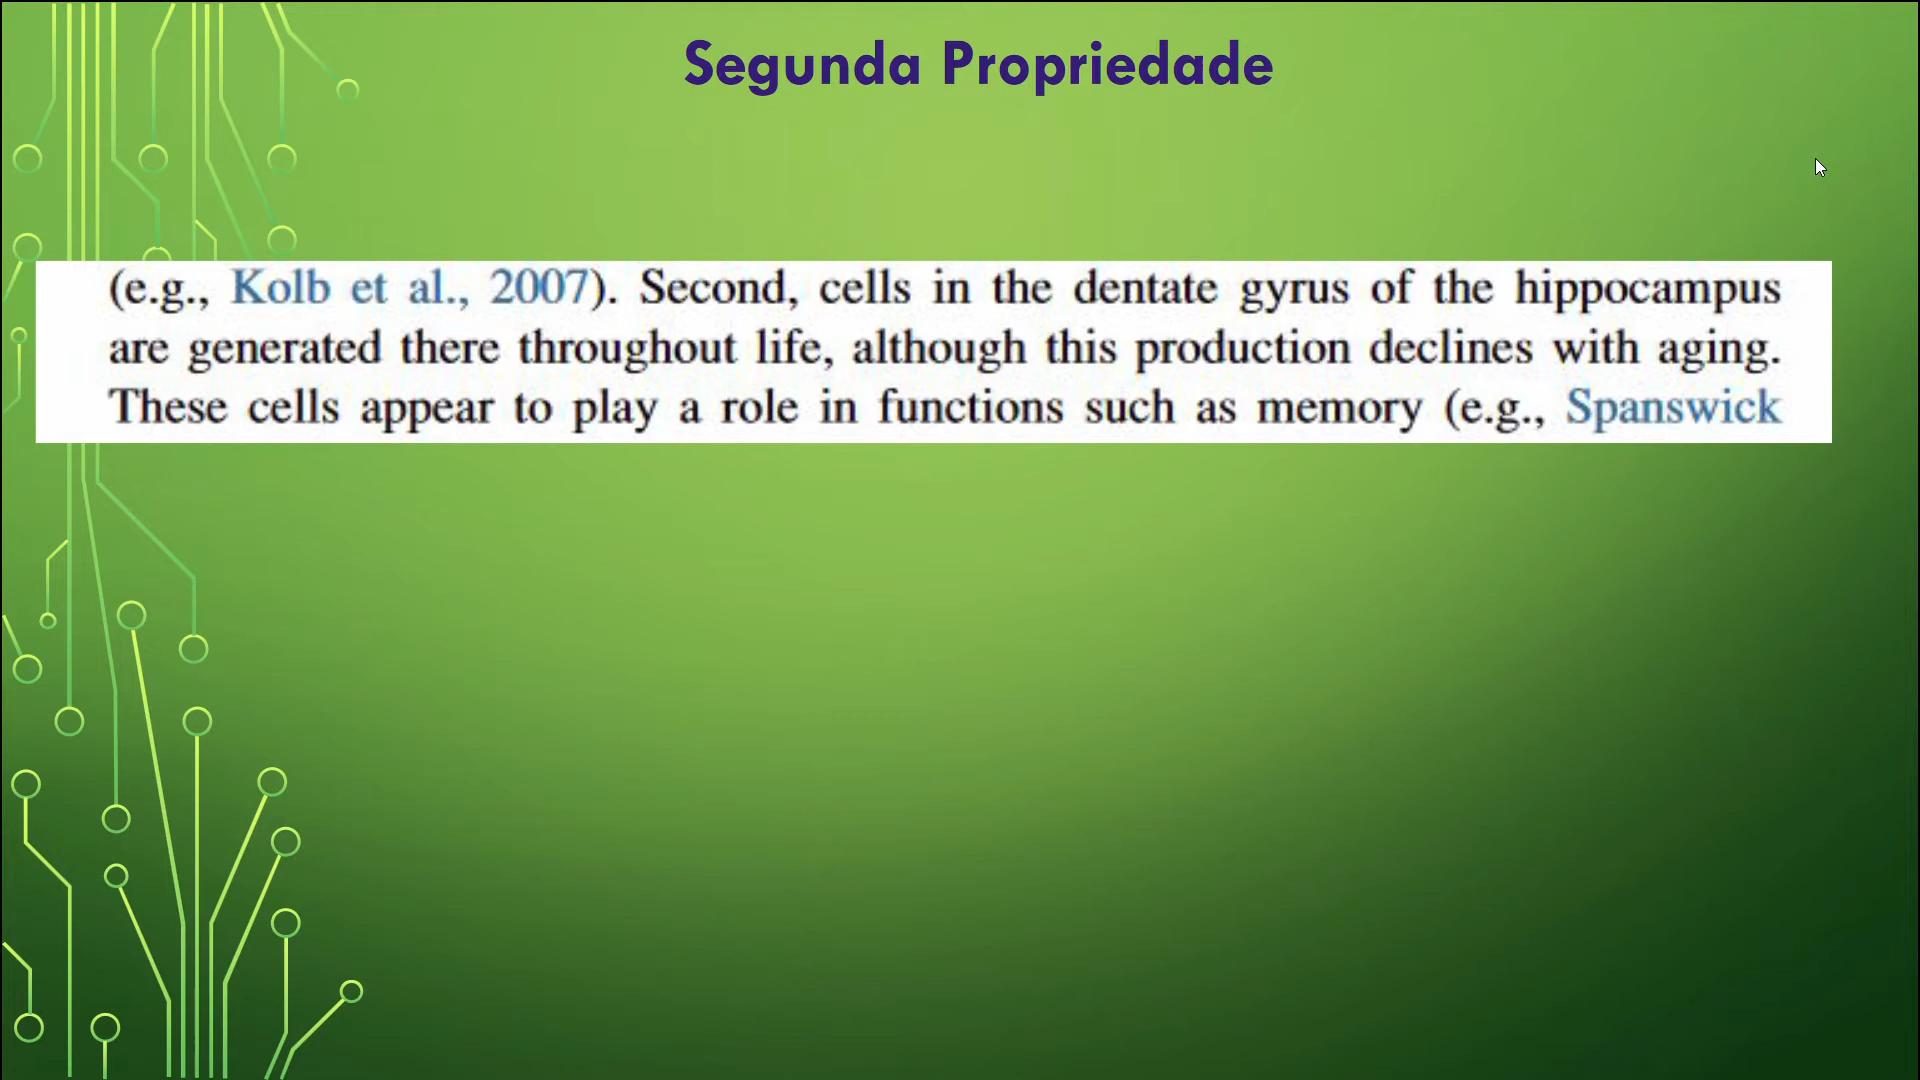 Segunda Propriedade
(e.g., Kolb et al., 2007). Second, cells in the dentate gyrus of the hippocampus
are generated there throughout life, although this production declines with aging.
These cells appear to play a role in functions such as memory (e.g., Spanswick